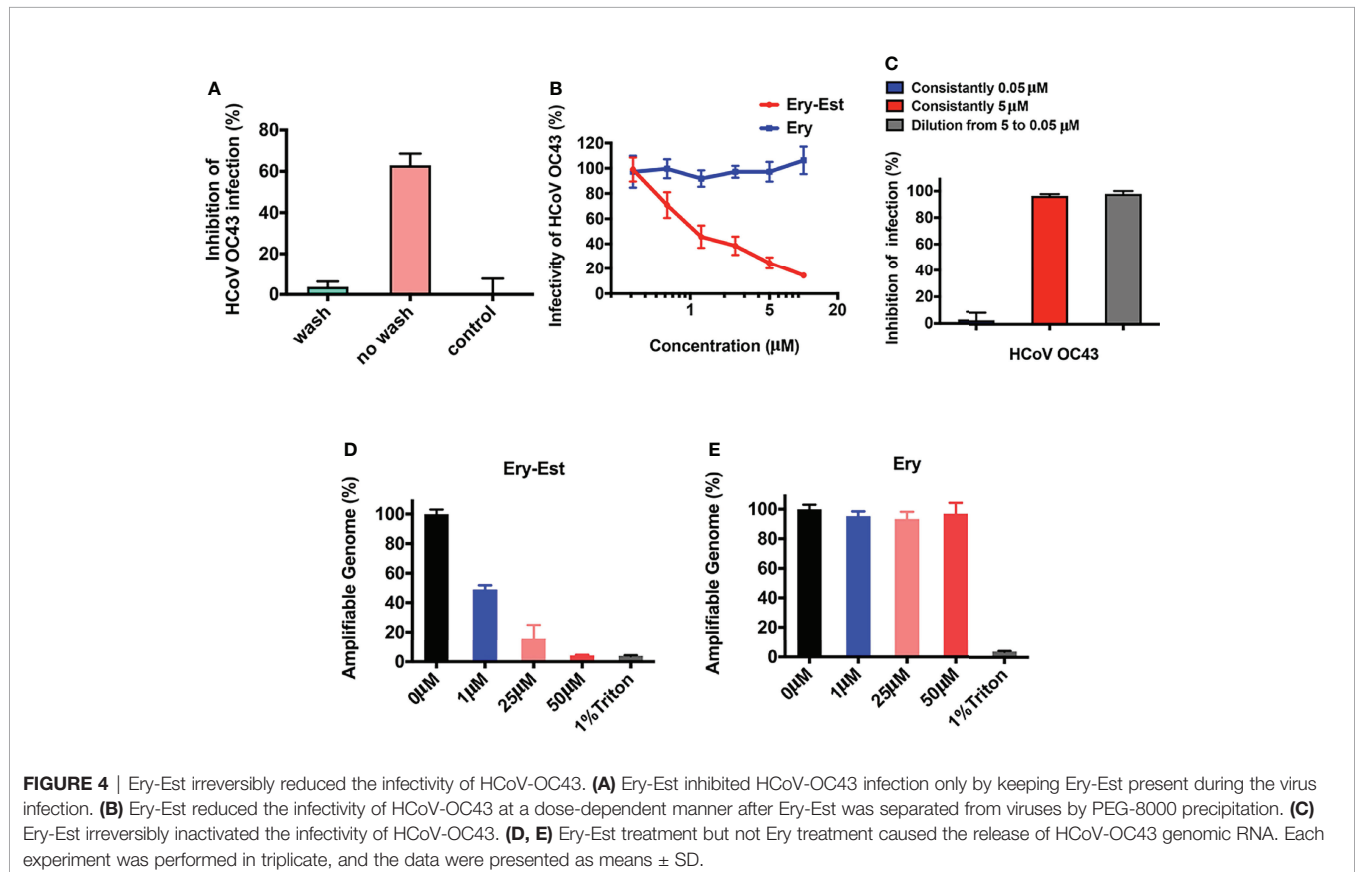 A
Inhibition of
HCoV OC43 infection (%)
80
60
40
20
0
wash
no wash
control
B
Ery-Est
Ery
Infectivity of HCoV OC43 (%)
120
100
80
60
40
20
0
1
5
20
Concentration (μM)
C
Consistantly 0.05 μM
Consistantly 5 μM
Dilution from 5 to 0.05 μM
Inhibition of infection (%)
100
80
60
40
20
0
HCoV OC43
D
Ery-Est
Amplifiable Genome (%)
100
80
60
40
20
0
0μM
1μM
25μM
50μM
1%Triton
E
Ery
Amplifiable Genome (%)
100
80
60
40
20
0
0μM
1μM
25μM
50μM
1%Triton
FIGURE 4 | Ery-Est irreversibly reduced the infectivity of HCoV-OC43. (A) Ery-Est inhibited HCoV-OC43 infection only by keeping Ery-Est present during the virus
infection. (B) Ery-Est reduced the infectivity of HCoV-OC43 at a dose-dependent manner after Ery-Est was separated from viruses by PEG-8000 precipitation. (C)
Ery-Est irreversibly inactivated the infectivity of HCoV-OC43. (D, E) Ery-Est treatment but not Ery treatment caused the release of HCoV-OC43 genomic RNA. Each
experiment was performed in triplicate, and the data were presented as means ± SD.